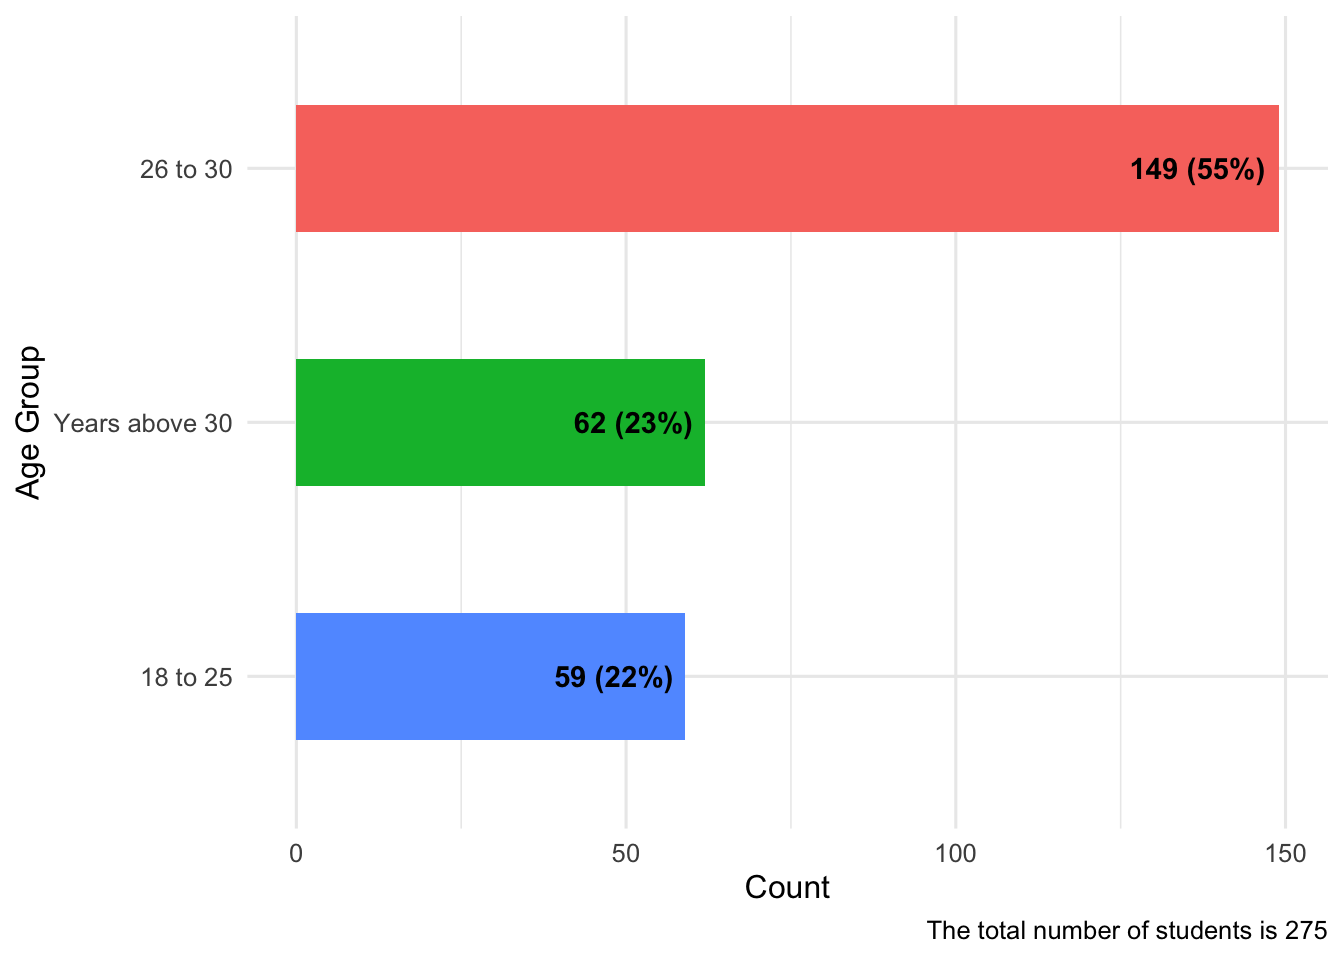 26 to 30
149 (55%)
Years above 30
62 (23%)
18 to 25
59 (22%)
Age Group
0 50 100 150
Count
The total number of students is 275